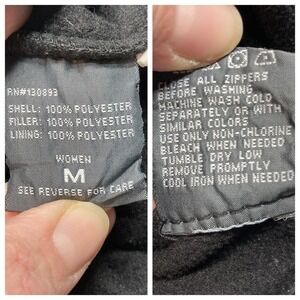 RN#130893
SHELL: 100% POLYESTER
FILLER: 100% POLYESTER
LINING: 100% POLYESTER
WOMEN
M
SEE REVERSE FOR CARE
CLOSE ALL ZIPPERS
BEFORE WASHING
MACHINE WASH COLD
SEPARATELY OR WITH
SIMILAR COLORS
USE ONLY NON-CHLORINE
BLEACH WHEN NEEDED
TUMBLE DRY LOW
REMOVE PROMPTLY
COOL IRON WHEN NEEDED